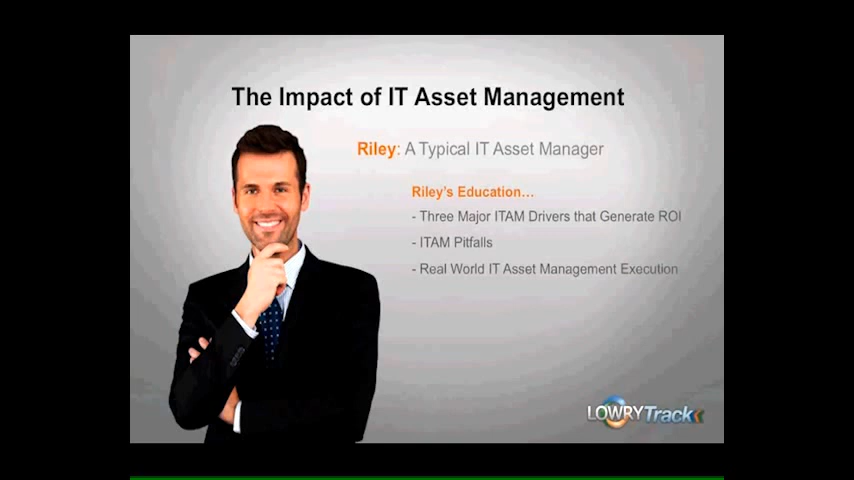 The Impact of IT Asset Management
Riley: A Typical IT Asset Manager
Riley's Education...
- Three Major ITAM Drivers that Generate ROI
- ITAM Pitfalls
- Real World IT Asset Management Execution
LOWRYTrack